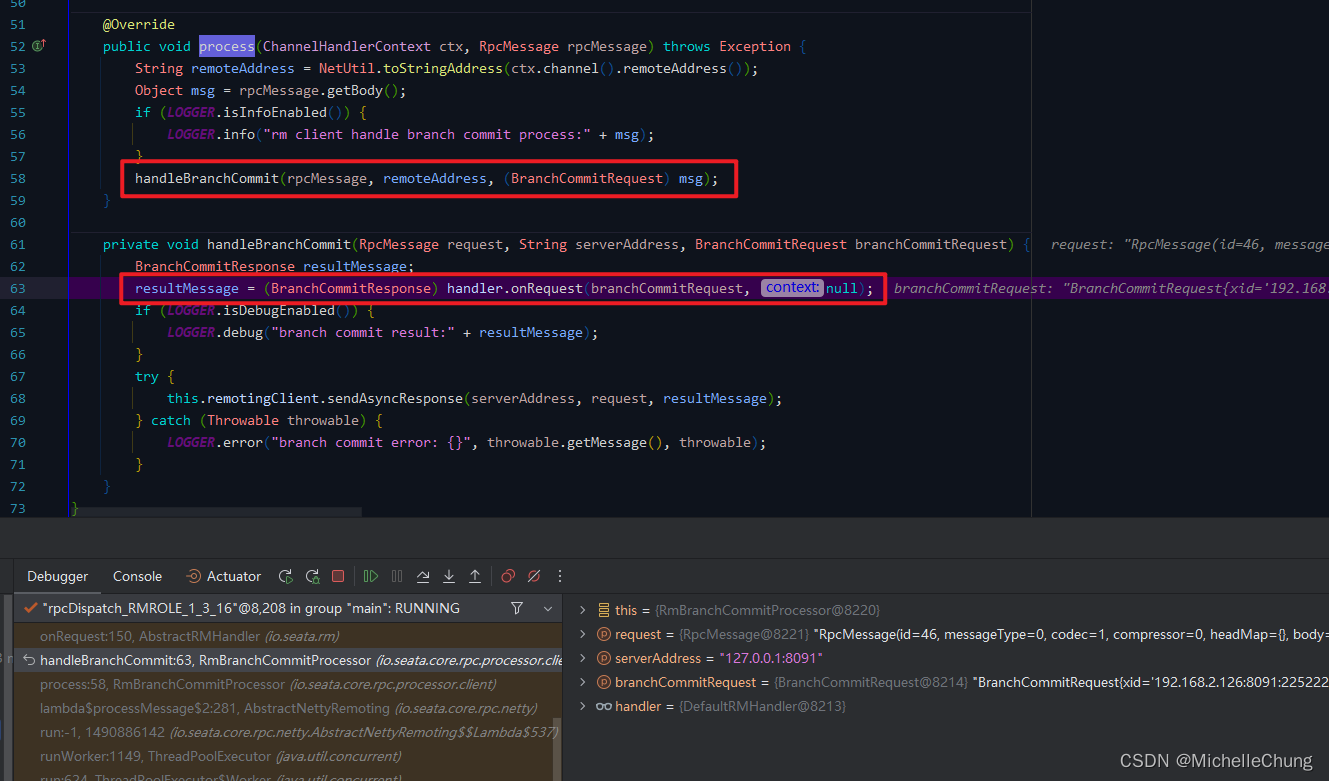 50
51 @Override
52 public void process(ChannelHandlerContext ctx, RpcMessage rpcMessage) throws Exception {
53 String remoteAddress = NetUtil.toStringAddress(ctx.channel().remoteAddress());
54 Object msg = rpcMessage.getBody();
55 if (LOGGER.isInfoEnabled()) {
56 LOGGER.info("rm client handle branch commit process:" + msg);
57 }
58 handleBranchCommit(rpcMessage, remoteAddress, (BranchCommitRequest) msg);
59 }
60
61 private void handleBranchCommit(RpcMessage request, String serverAddress, BranchCommitRequest branchCommitRequest) { request: "RpcMessage(id=46, message
62 BranchCommitResponse resultMessage;
63 resultMessage = (BranchCommitResponse) handler.onRequest(branchCommitRequest, context: null); branchCommitRequest: "BranchCommitRequest{xid='192.168.
64 if (LOGGER.isDebugEnabled()) {
65 LOGGER.debug("branch commit result:" + resultMessage);
66 }
67 try {
68 this.remotingClient.sendAsyncResponse(serverAddress, request, resultMessage);
69 } catch (Throwable throwable) {
70 LOGGER.error("branch commit error: {}", throwable.getMessage(), throwable);
71 }
72 }
73 }
Debugger Console Actuator
"rpcDispatch_RMROLE_1_3_16"@8,208 in group "main": RUNNING
onRequest:150, AbstractRMHandler (io.seata.rm)
handleBranchCommit:63, RmBranchCommitProcessor (io.seata.core.rpc.processor.clie
process:58, RmBranchCommitProcessor (io.seata.core.rpc.processor.client)
lambda$processMessage$2:281, AbstractNettyRemoting (io.seata.core.rpc.netty)
run:-1, 1490886142 (io.seata.core.rpc.netty.AbstractNettyRemoting$$Lambda$537)
runWorker:1149, ThreadPoolExecutor (java.util.concurrent)
run:624, ThreadPoolExecutor$Worker (java.util.concurrent)
this = {RmBranchCommitProcessor@8220}
request = {RpcMessage@8221} "RpcMessage(id=46, messageType=0, codec=1, compressor=0, headMap={}, body=
serverAddress = "127.0.0.1:8091"
branchCommitRequest = {BranchCommitRequest@8214} "BranchCommitRequest{xid='192.168.2.126:8091:225222
handler = {DefaultRMHandler@8213}
CSDN @MichelleChung